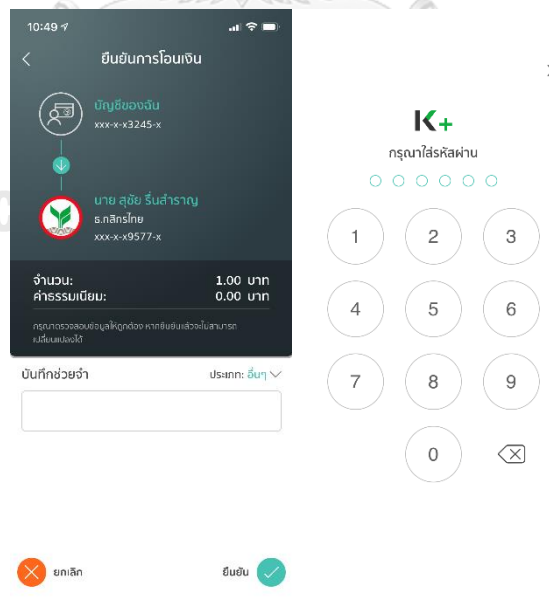 10:49
ยืนยันการโอนเงิน
บัญชีของฉัน
xxx-x-x3245-x
นาย สุชัย รื่นสำราญ
ธ.กสิกรไทย
xxx-x-x9577-x
จำนวน: 1.00 บาท
ค่าธรรมเนียม: 0.00 บาท
กรุณาตรวจสอบข้อมูลให้ถูกต้อง หากยืนยันแล้วจะไม่สามารถ
เปลี่ยนแปลงได้
บันทึกช่วยจำ ประเภท: อื่นๆ
ยกเลิก ยืนยัน
K+
กรุณาใส่รหัสผ่าน
1 2 3
4 5 6
7 8 9
0